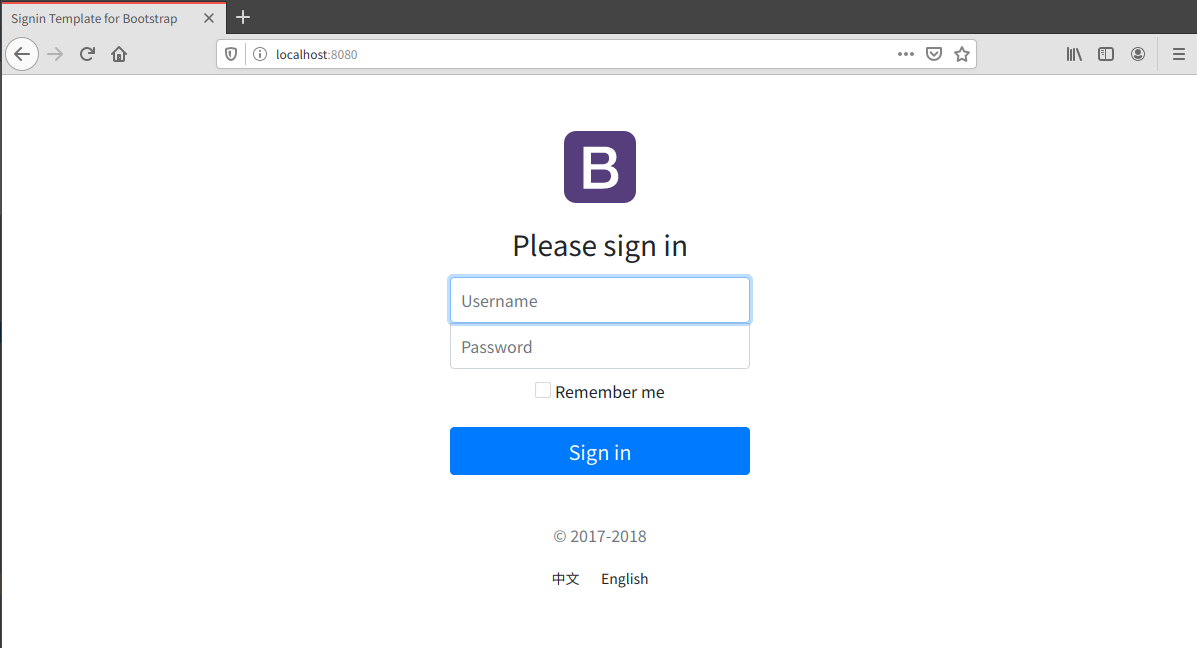 Signin Template for Bootstrap
localhost:8080
B
Please sign in
Username
Password
Remember me
Sign in
© 2017-2018
中文 English